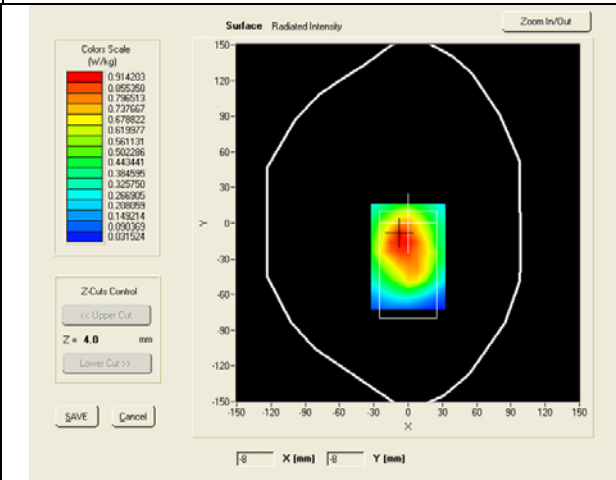 Surface Radiated Intensity
Zoom In/Out
Colors Scale
(W/kg)
0.914203
0.855358
0.796513
0.737667
0.678822
0.619977
0.561131
0.502286
0.443441
0.384595
0.325750
0.266905
0.208059
0.149214
0.090369
0.031524
Z-Cuts Control
<< Upper Cut
Z = 4.0 mm
Lower Cut >>
SAVE Cancel
150
120
90
60
30
0
-30
-60
-90
-120
-150
Y
-150 -120 -90 -60 -30 0 30 60 90 120 150
X
-8 X (mm) -8 Y (mm)